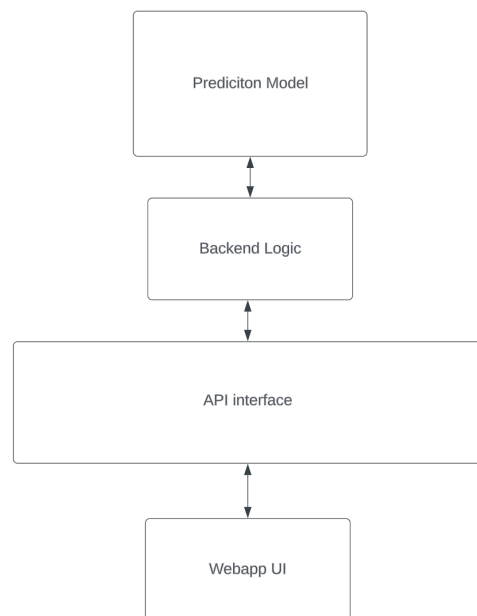 Prediciton Model
Backend Logic
API interface
Webapp UI